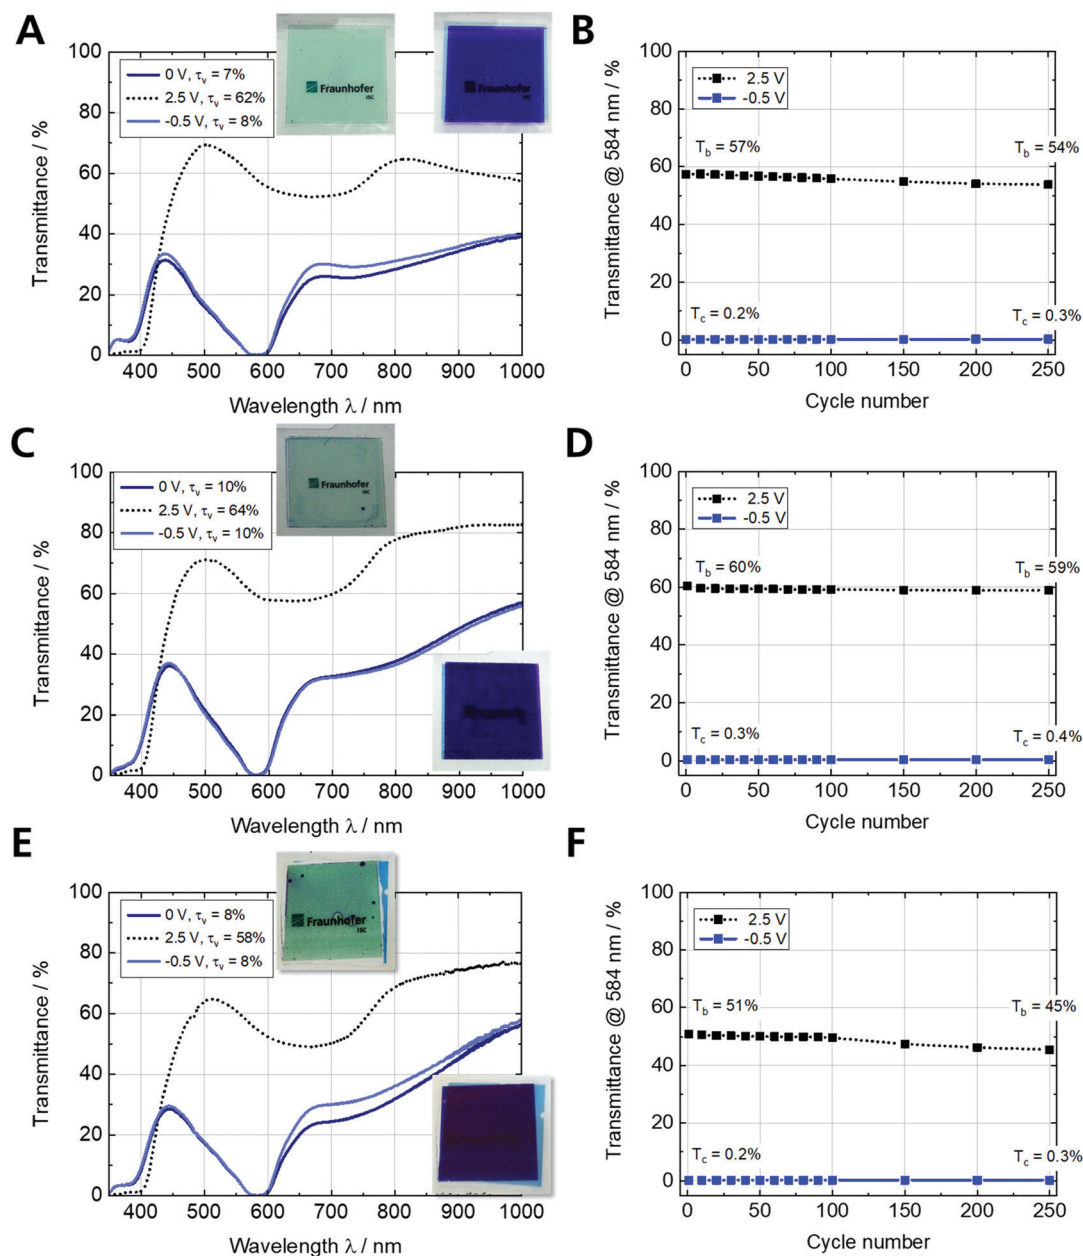 A
100
80
60
40
20
0
Transmittance / %
0 V, τv = 7%
2.5 V, τv = 62%
-0.5 V, τv = 8%
Fraunhofer
ISC
Fraunhofer
ISC
400 500 600 700 800 900 1000
Wavelength λ / nm
B
100
80
60
40
20
0
Transmittance @ 584 nm / %
2.5 V
-0.5 V
Tb = 57%
Tb = 54%
Tc = 0.2%
Tc = 0.3%
0 50 100 150 200 250
Cycle number
C
100
80
60
40
20
0
Transmittance / %
0 V, τv = 10%
2.5 V, τv = 64%
-0.5 V, τv = 10%
Fraunhofer
ISC
400 500 600 700 800 900 1000
Wavelength λ / nm
D
100
80
60
40
20
0
Transmittance @ 584 nm / %
2.5 V
-0.5 V
Tb = 60%
Tb = 59%
Tc = 0.3%
Tc = 0.4%
0 50 100 150 200 250
Cycle number
E
100
80
60
40
20
0
Transmittance / %
0 V, τv = 8%
2.5 V, τv = 58%
-0.5 V, τv = 8%
Fraunhofer
ISC
400 500 600 700 800 900 1000
Wavelength λ / nm
F
100
80
60
40
20
0
Transmittance @ 584 nm / %
2.5 V
-0.5 V
Tb = 51%
Tb = 45%
Tc = 0.2%
Tc = 0.3%
0 50 100 150 200 250
Cycle number